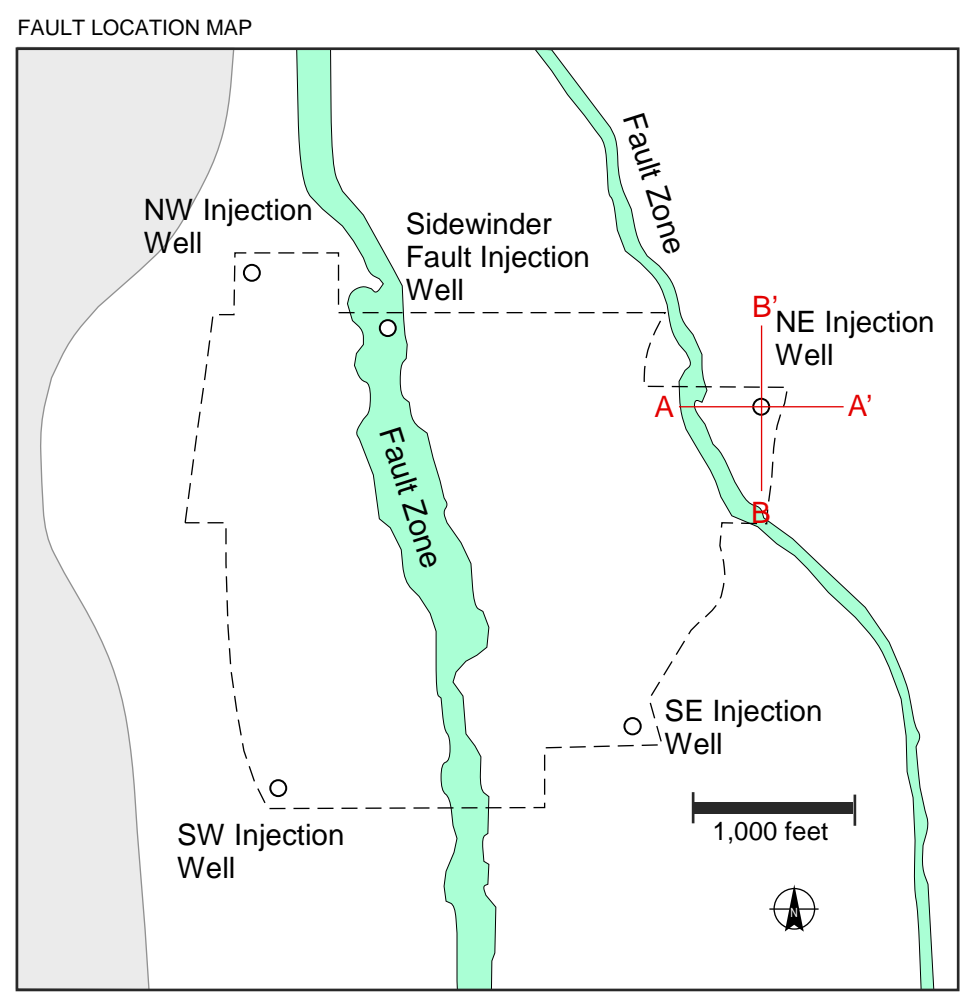 FAULT LOCATION MAP
NW Injection
Well
Sidewinder
Fault Injection
Well
Fault Zone
B’
NE Injection
Well
A
A’
B
Fault Zone
SE Injection
Well
SW Injection
Well
1,000 feet
N